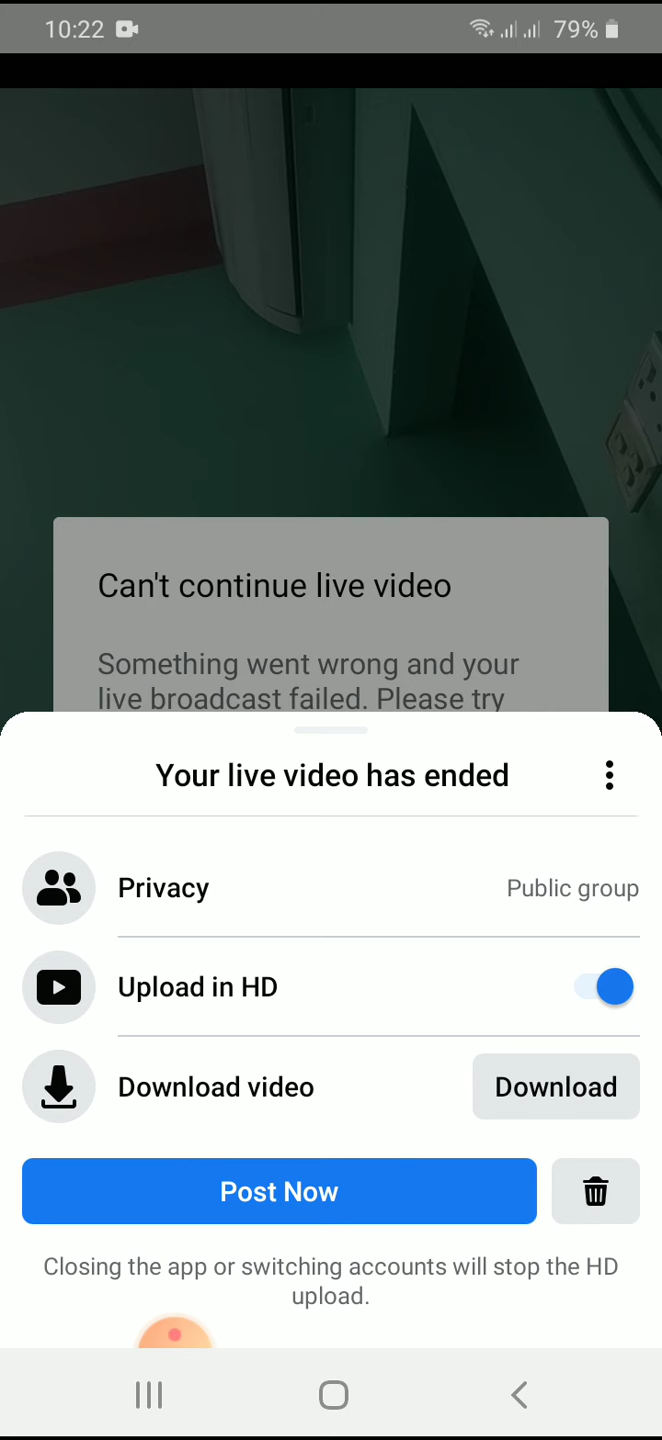 10:22
79%
Can't continue live video
Something went wrong and your
live broadcast failed. Please try
Your live video has ended
Privacy
Public group
Upload in HD
Download video
Download
Post Now
Closing the app or switching accounts will stop the HD
upload.